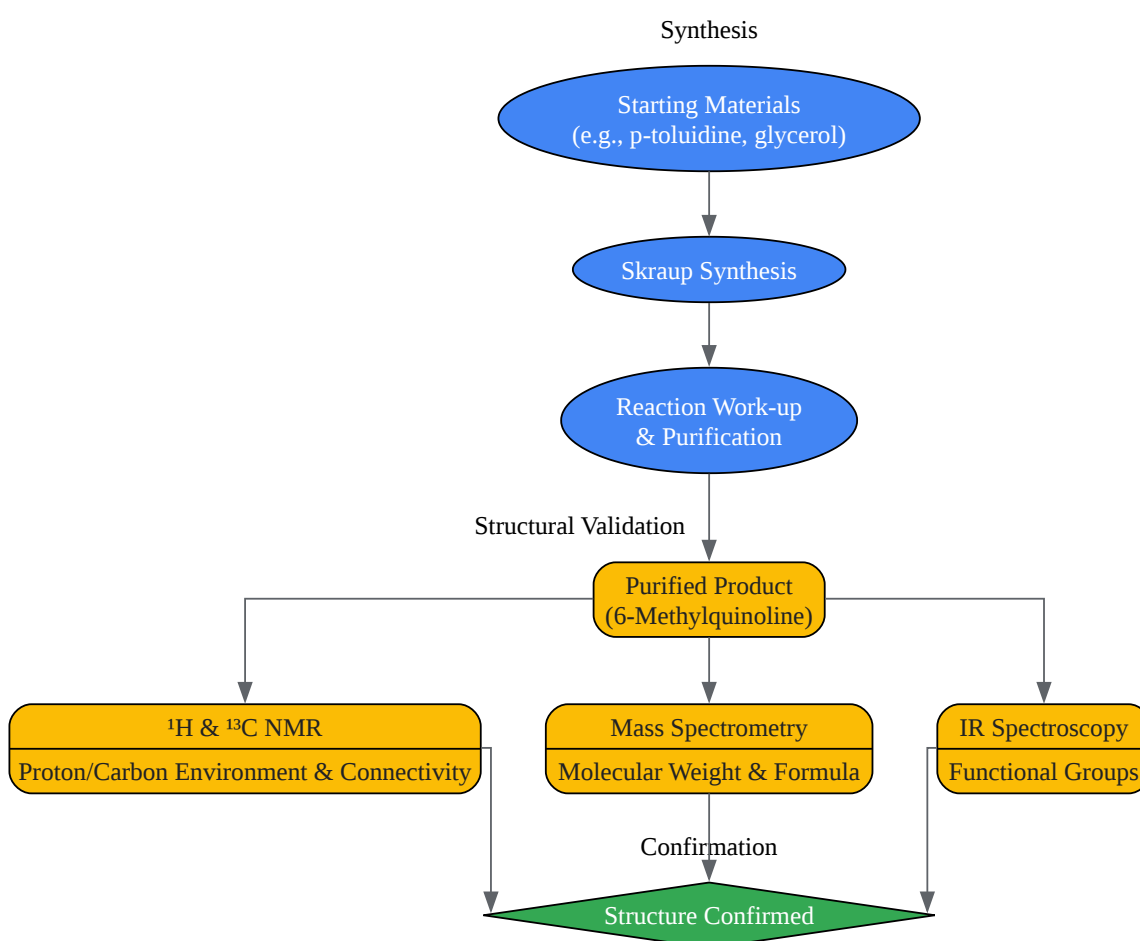 Synthesis
Starting Materials
(e.g., p-toluidine, glycerol)
Skraup Synthesis
Reaction Work-up
& Purification
Structural Validation
Purified Product
(6-Methylquinoline)
¹H & ¹³C NMR
Proton/Carbon Environment & Connectivity
Mass Spectrometry
Molecular Weight & Formula
IR Spectroscopy
Functional Groups
Confirmation
Structure Confirmed